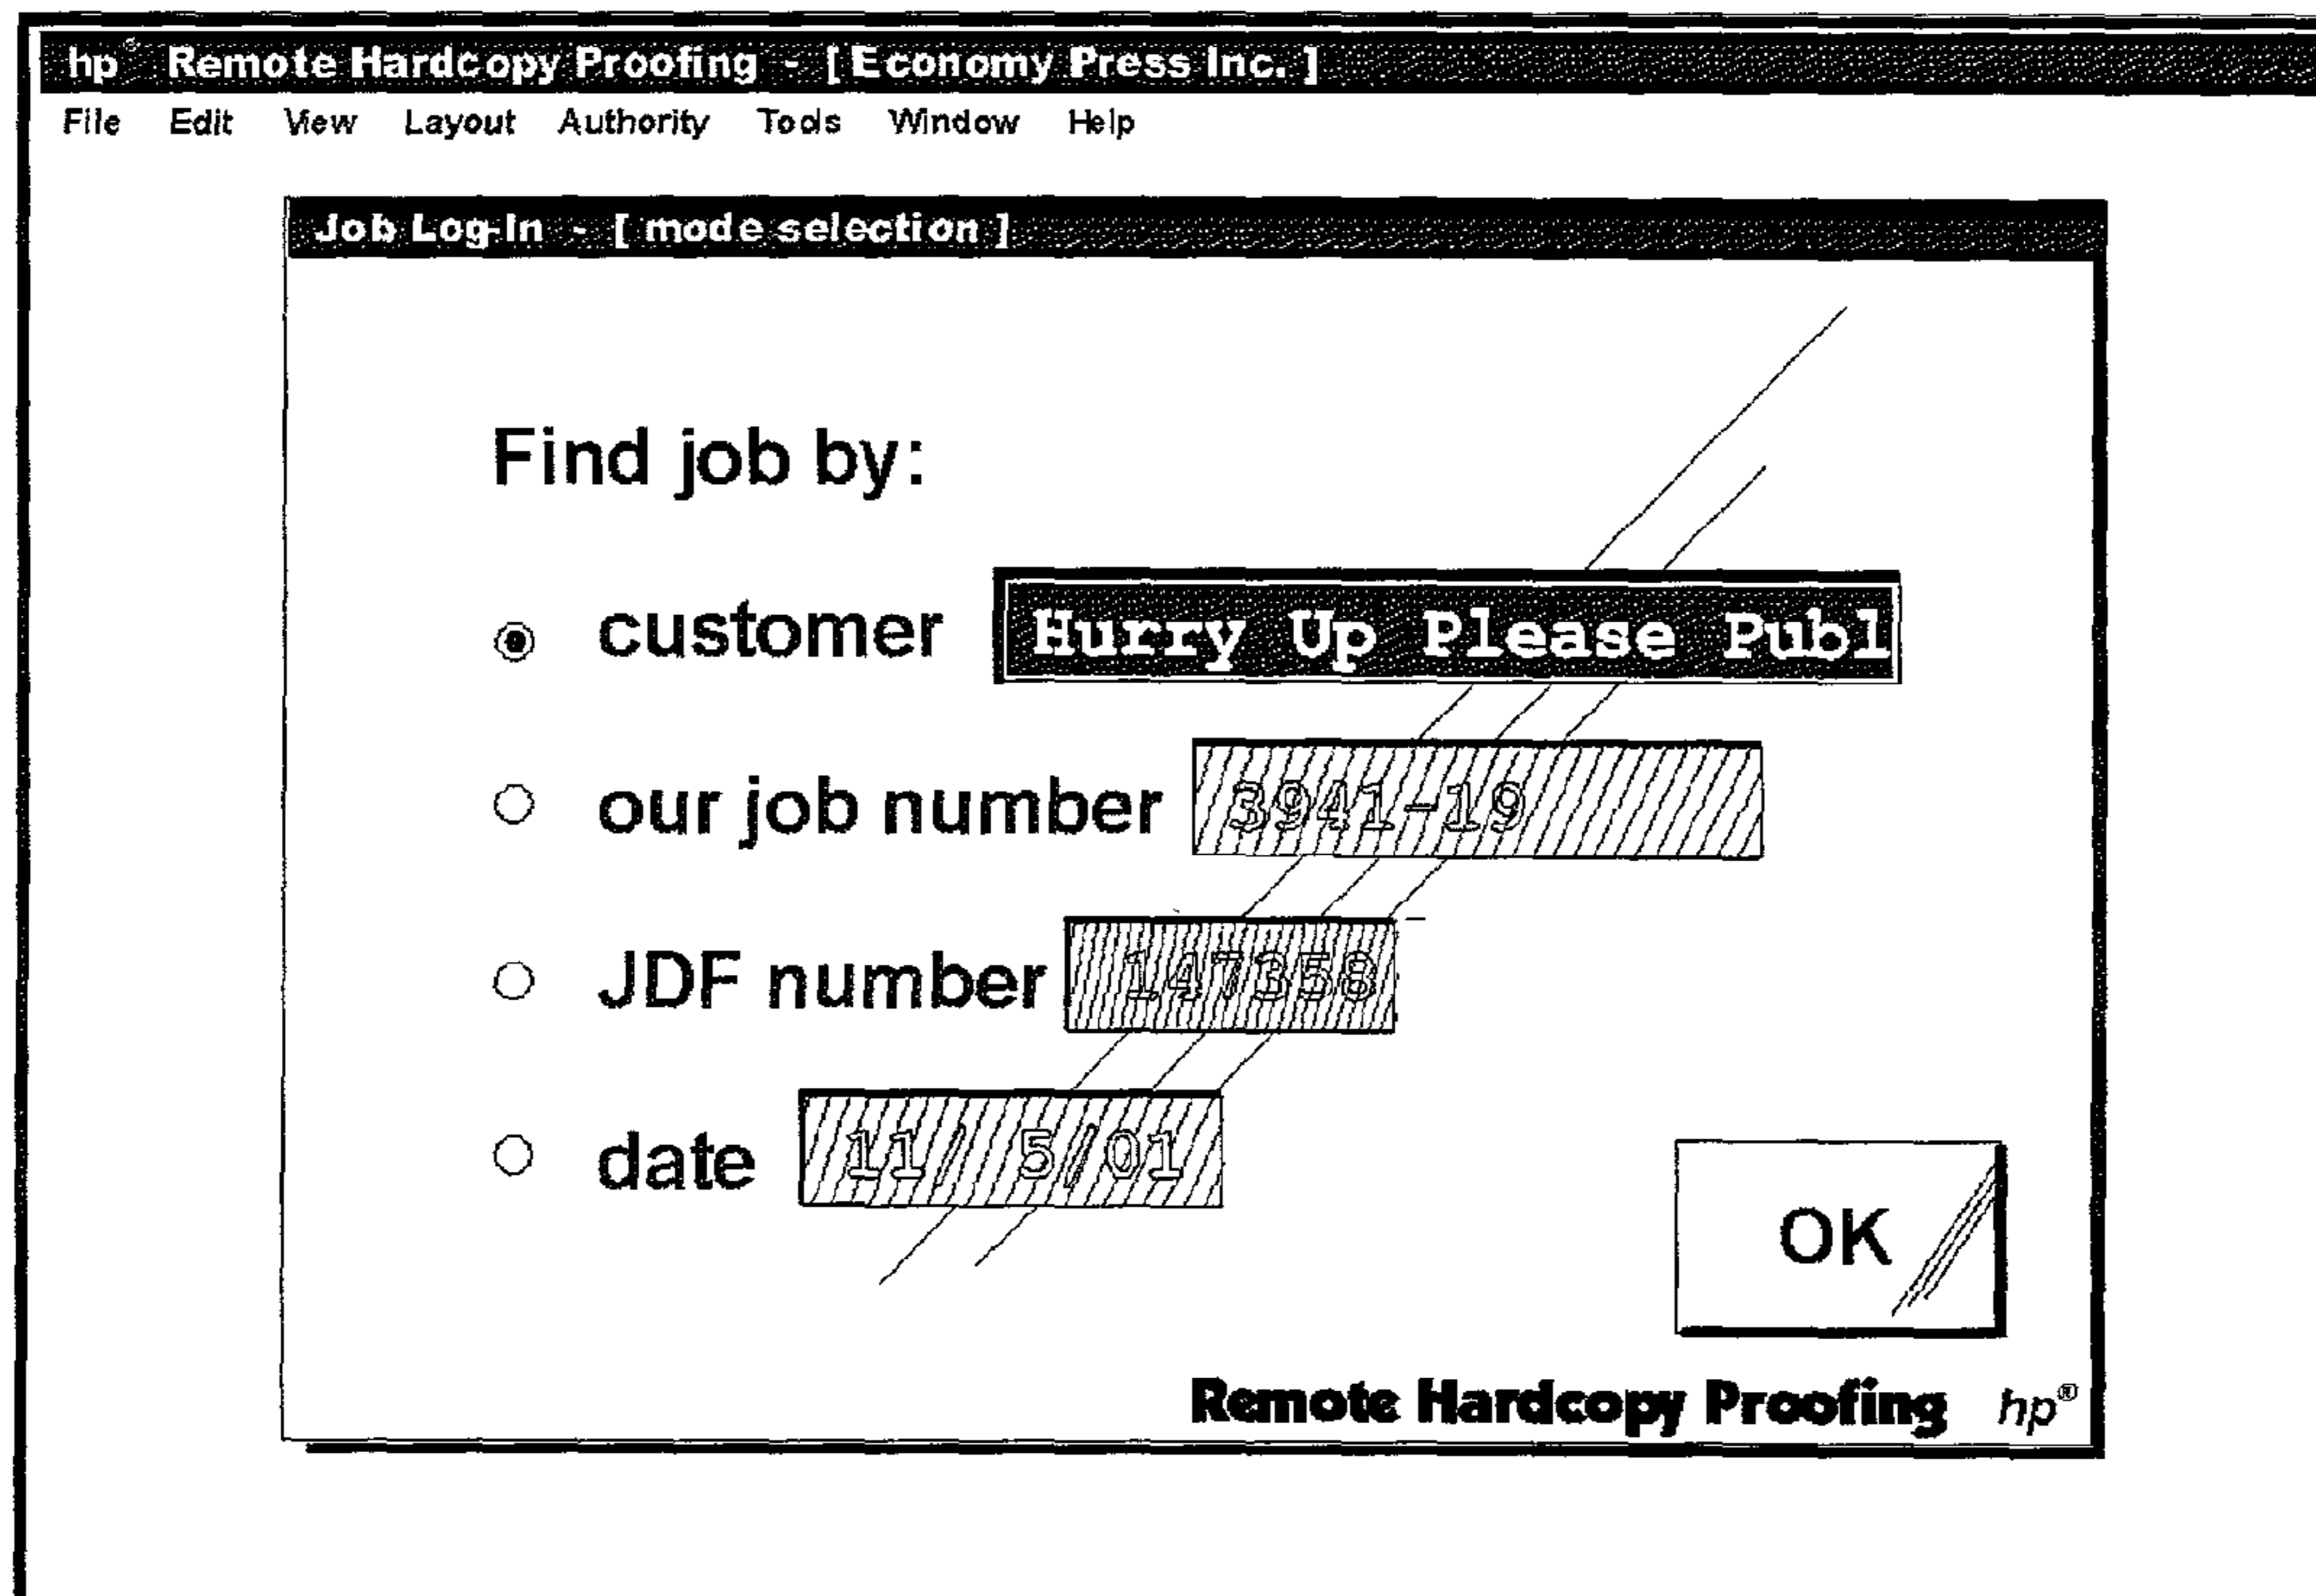 hp® Remote Hardcopy Proofing - [ Economy Press Inc. ]
File Edit View Layout Authority Tools Window Help
Job Log-In - [ mode selection ]
Find job by:
customer Hurry Up Please Publ
our job number 3941-19
JDF number 147358
date 11/ 5/01
OK
Remote Hardcopy Proofing hp®